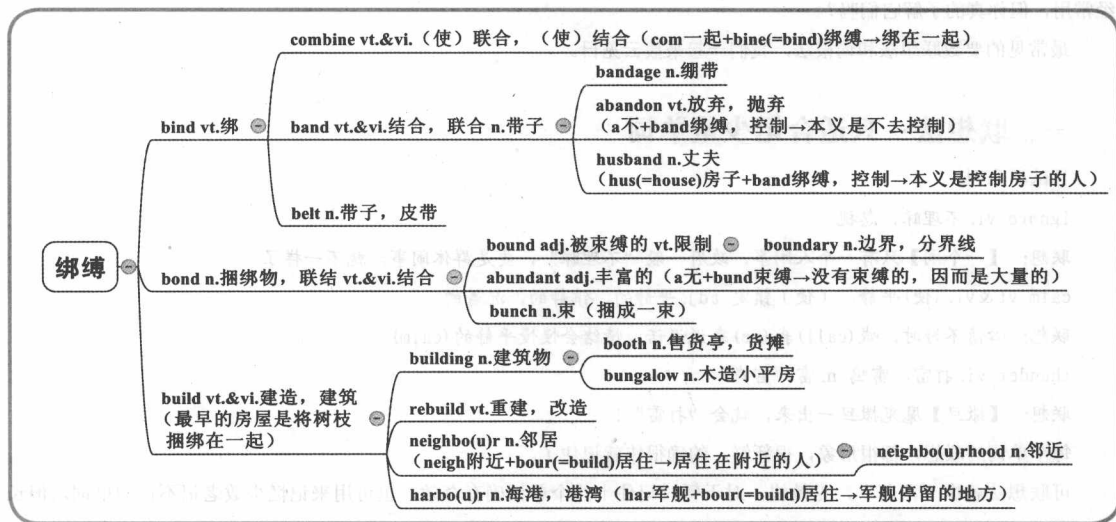 combine vt.&vi.（使）联合，（使）结合（com一起+bine(=bind)绑缚→绑在一起）
bandage n.绷带
abandon vt.放弃，抛弃
（a不+band绑缚，控制→本义是不去控制）
bind vt.绑
band vt.&vi.结合，联合 n.带子
husband n.丈夫
（hus(=house)房子+band绑缚，控制→本义是控制房子的人）
belt n.带子，皮带
绑缚
bound adj.被束缚的 vt.限制
boundary n.边界，分界线
bond n.捆绑物，联结 vt.&vi.结合
abundant adj.丰富的（a无+bund束缚→没有束缚的，因而是大量的）
bunch n.束（捆成一束）
building n.建筑物
booth n.售货亭，货摊
bungalow n.木造小平房
build vt.&vi.建造，建筑
（最早的房屋是将树枝
捆绑在一起）
rebuild vt.重建，改造
neighbo(u)r n.邻居
（neigh附近+bour(=build)居住→居住在附近的人）
neighbo(u)rhood n.邻近
harbo(u)r n.海港，港湾（har军舰+bour(=build)居住→军舰停留的地方）